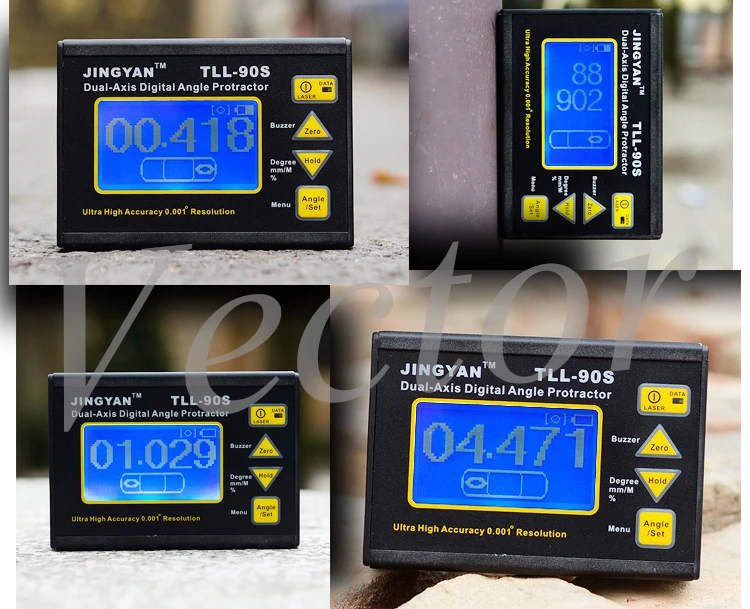 JINGYAN™ TLL-90S
Dual-Axis Digital Angle Protractor
00.418
DATA
LASER
Buzzer
Zero
Degree
mm/M
%
Hold
Menu
Angle
/Set
Ultra High Accuracy 0.001° Resolution
JINGYAN™ TLL-90S
Dual-Axis Digital Angle Protractor
88
902
DATA
LASER
Buzzer
Zero
Degree
mm/M
%
Hold
Menu
Angle
/Set
Ultra High Accuracy 0.001° Resolution
JINGYAN™ TLL-90S
Dual-Axis Digital Angle Protractor
01.029
DATA
LASER
Buzzer
Zero
Degree
mm/M
%
Hold
Menu
Angle
/Set
Ultra High Accuracy 0.001° Resolution
JINGYAN™ TLL-90S
Dual-Axis Digital Angle Protractor
04.471
DATA
LASER
Buzzer
Zero
Degree
mm/M
%
Hold
Menu
Angle
/Set
Ultra High Accuracy 0.001° Resolution
Vector